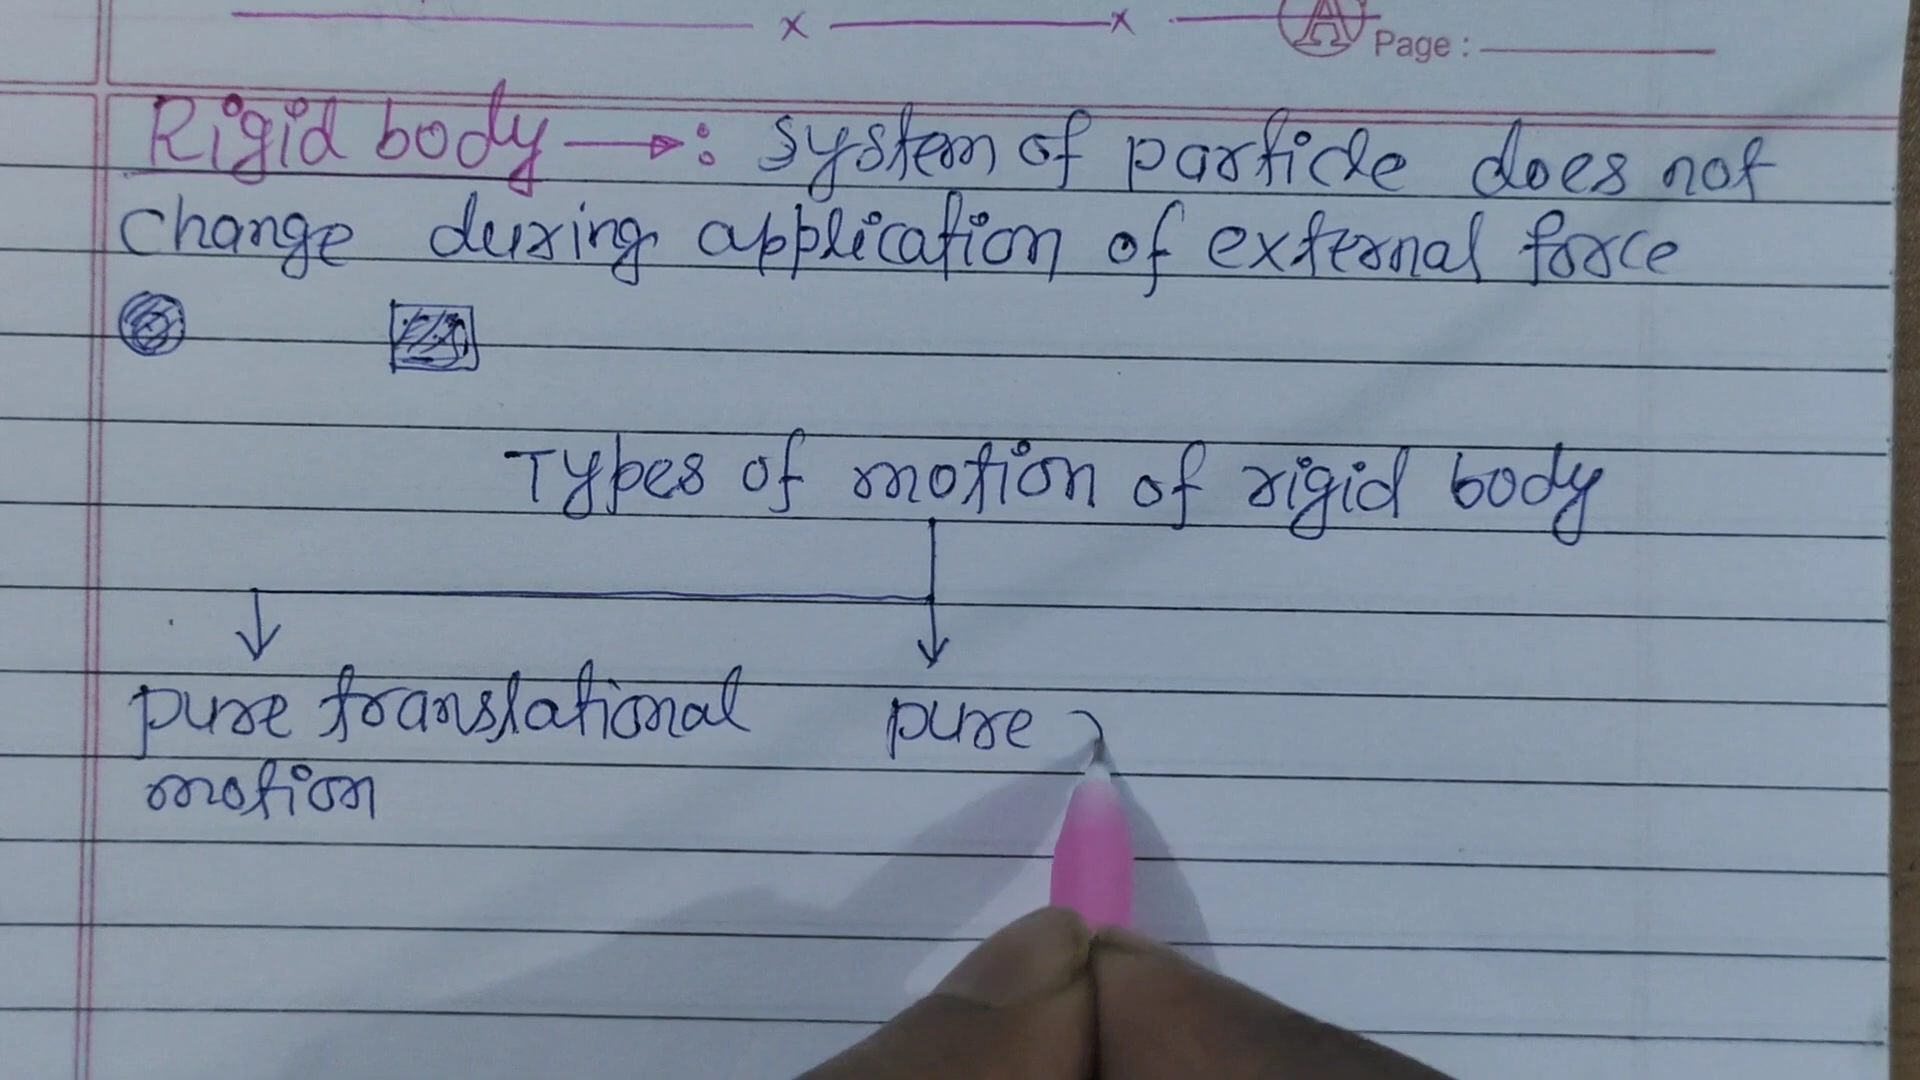 Page :
Rigid body → : system of particle does not
change during application of external force
Types of motion of rigid body
pure translational pure
motion